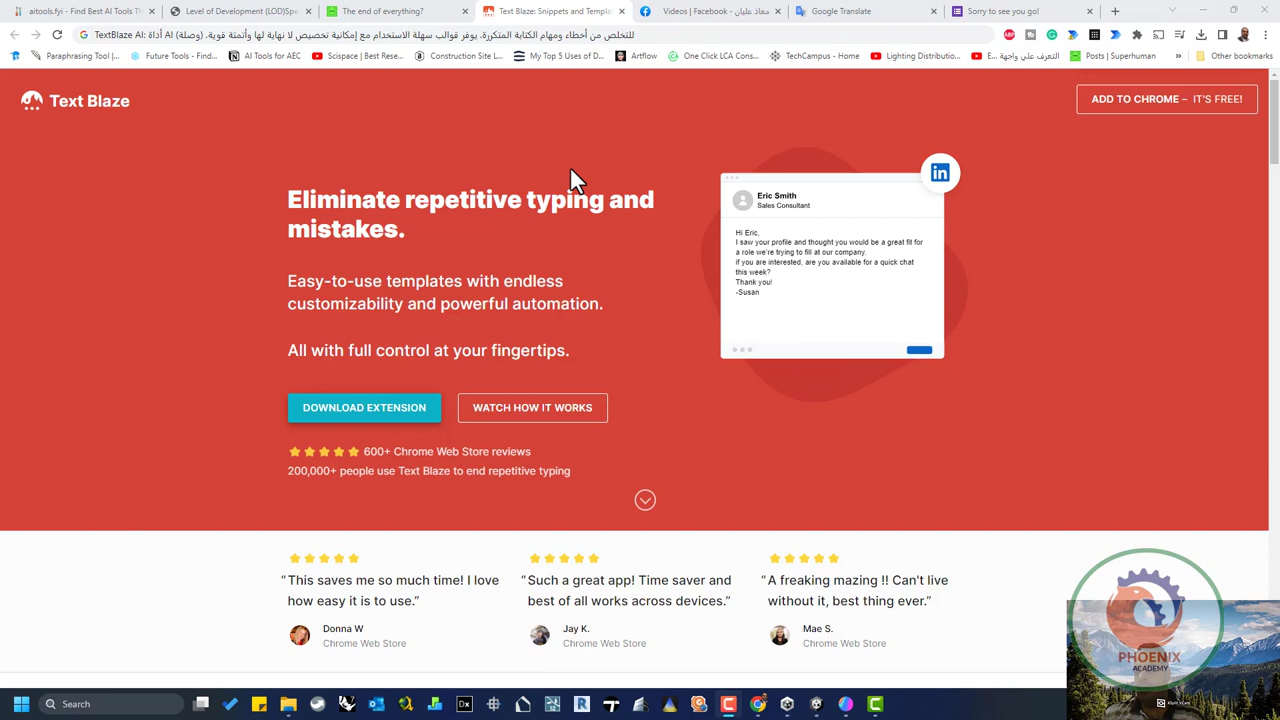 aitools.fyi - Find Best AI Th
Level of Development (LOD)Spe
The end of everything?
Text Blaze: Snippets and Templ
Videos | Facebook | معاذ عليان
Google Translate
Sorry to see you go!
TextBlaze AI: أداة AI (وصلة) للتخلص من أخطاء ومهام الكتابة المتكررة. يوفر قوالب سهلة الاستخدام مع إمكانية تخصيص لا نهاية لها وأتمتة قوية.
Paraphrasing Tool |...
Future Tools - Find...
AI Tools for AEC
Scispace | Best Rese...
Construction Site L...
My Top 5 Uses of D...
Artflow
One Click LCA Cons...
TechCampus - Home
Lighting Distribution...
التعرف علي واجهة E...
Posts | Superhuman
»
Other bookmarks
Text Blaze
ADD TO CHROME – IT'S FREE!
Eliminate repetitive typing and
mistakes.
Easy-to-use templates with endless
customizability and powerful automation.
All with full control at your fingertips.
DOWNLOAD EXTENSION
WATCH HOW IT WORKS
600+ Chrome Web Store reviews
200,000+ people use Text Blaze to end repetitive typing
in
Eric Smith
Sales Consultant
Hi Eric,
I saw your profile and thought you would be a great fit for
a role we're trying to fill at our company.
if you are interested, are you available for a quick chat
this week?
Thank you!
-Susan
“This saves me so much time! I love
how easy it is to use.”
Donna W
Chrome Web Store
“Such a great app! Time saver and
best of all works across devices.”
Jay K.
Chrome Web Store
“A freaking mazing !! Can't live
without it, best thing ever.”
Mae S.
Chrome Web Store
PHOENIX
ACADEMY
XSplit VCam
Search